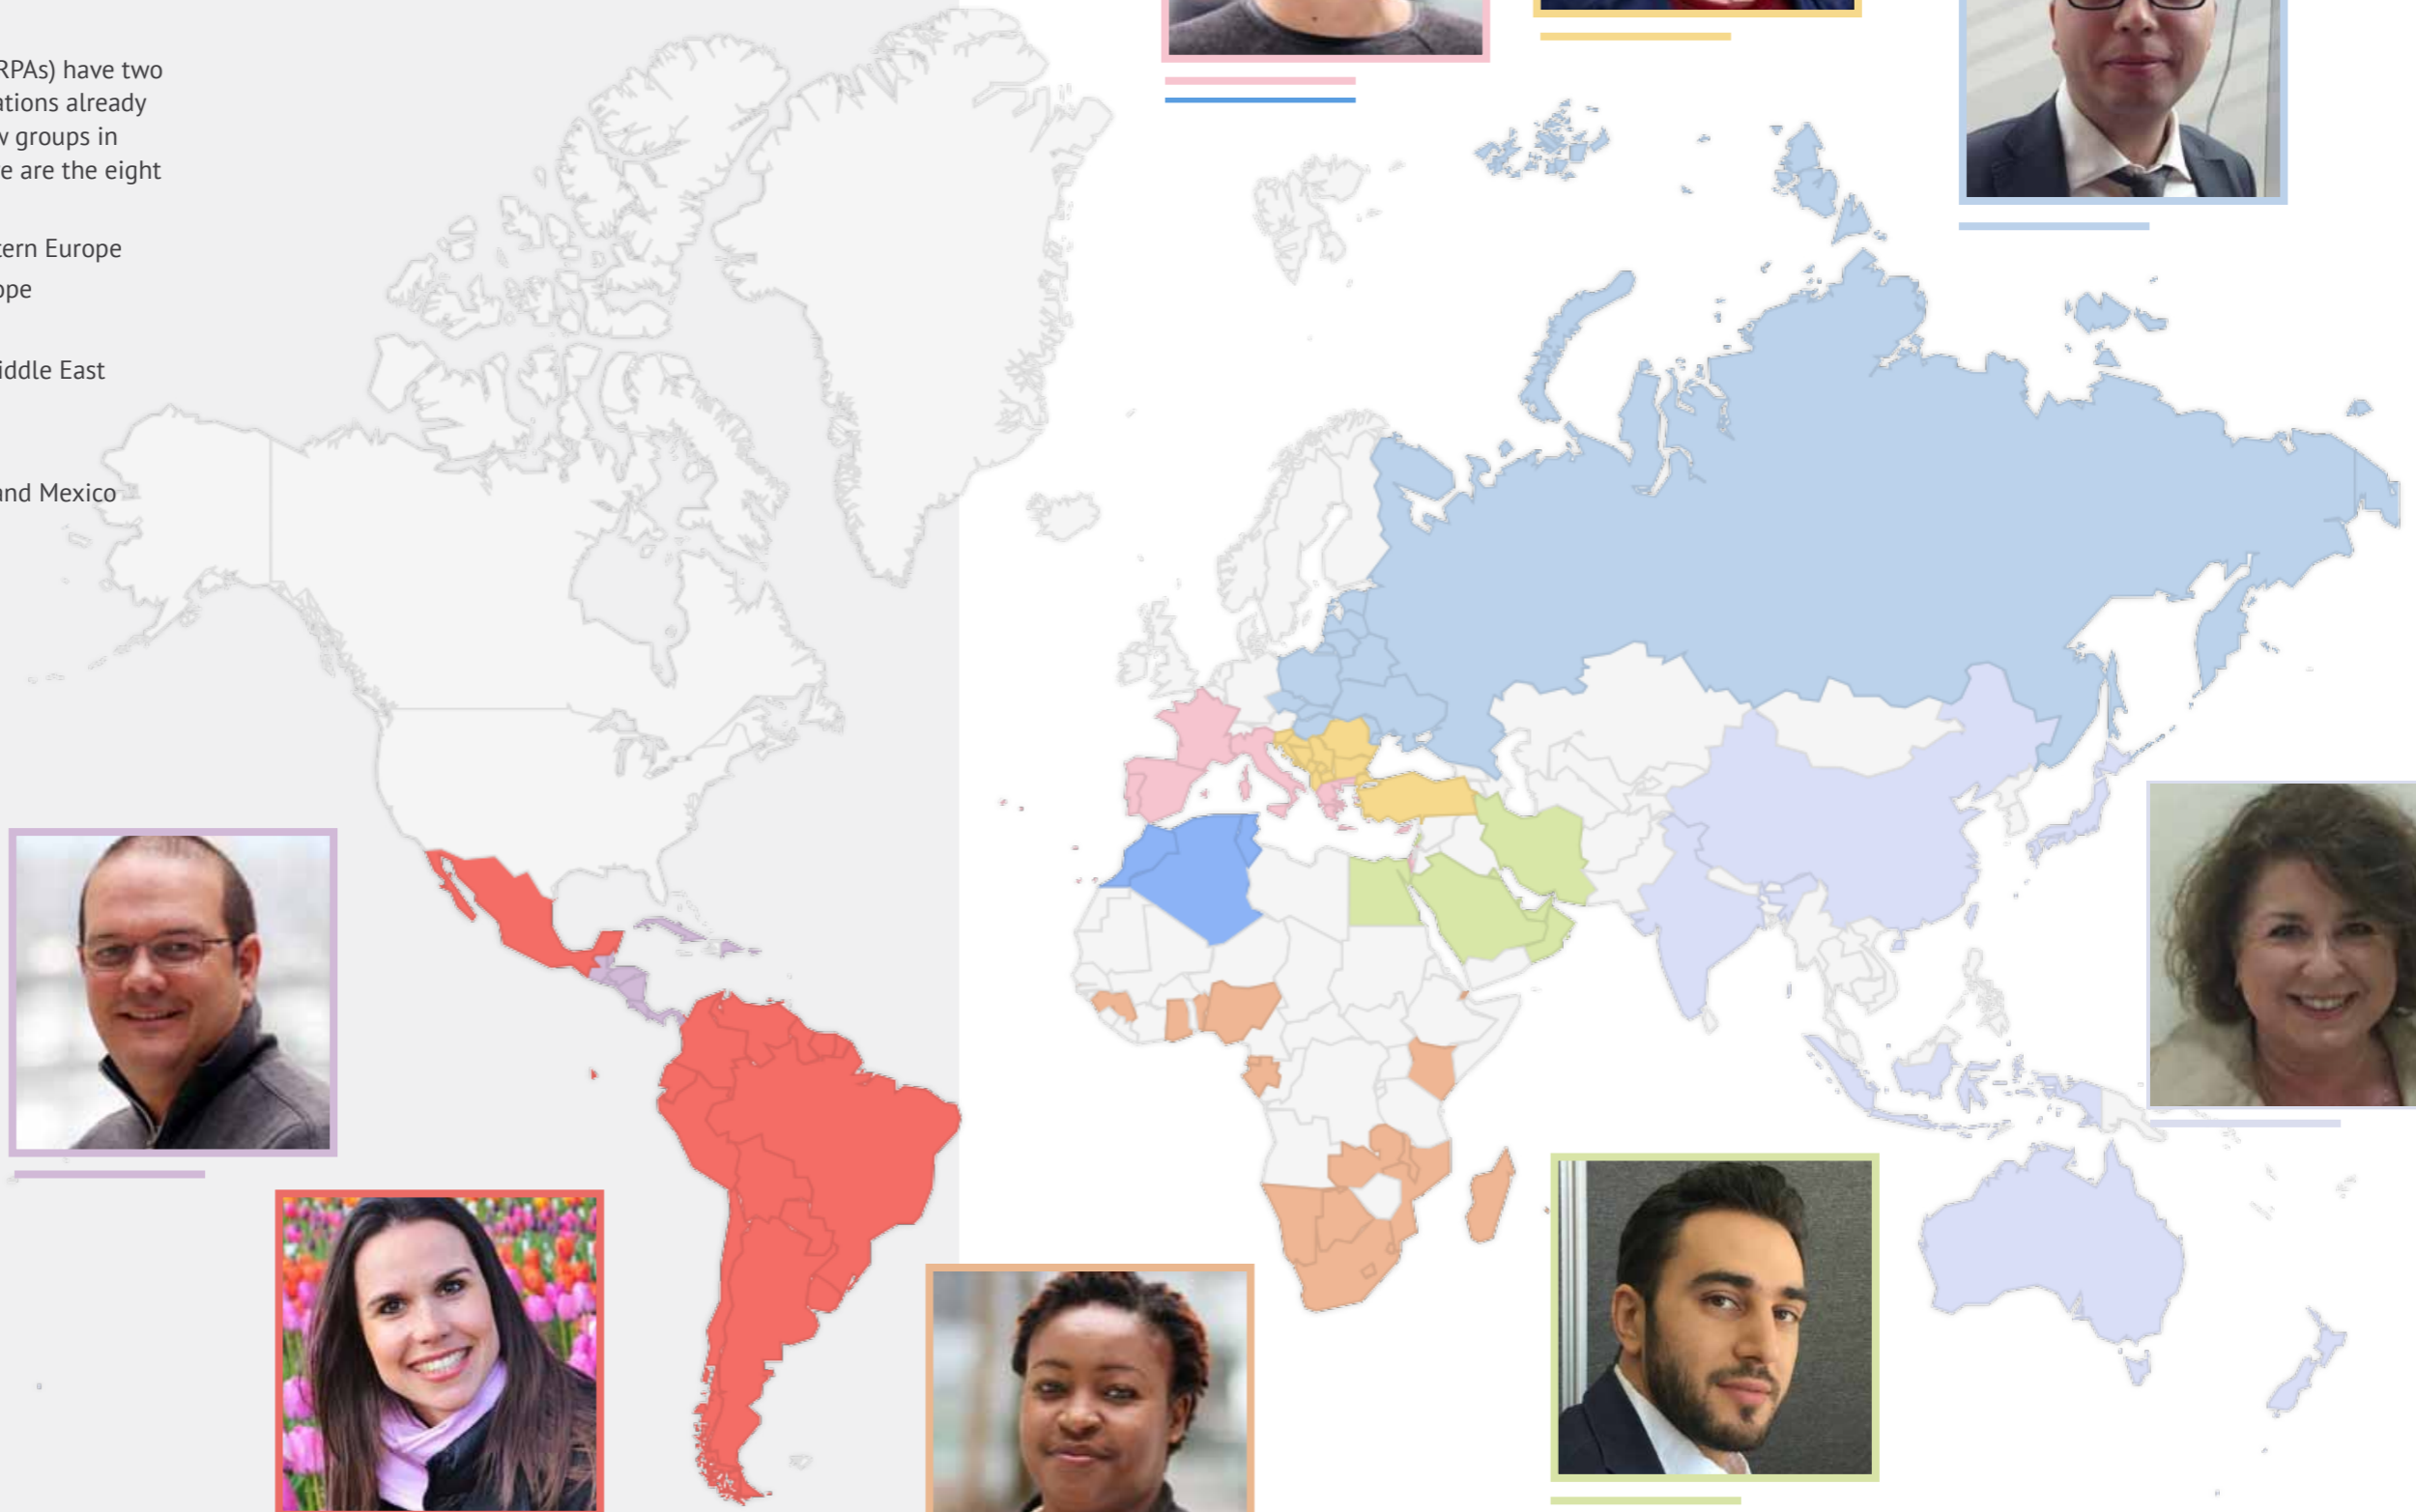 RPAs) have two
ations already
w groups in
e are the eight
tern Europe
ope
iddle East
and Mexico